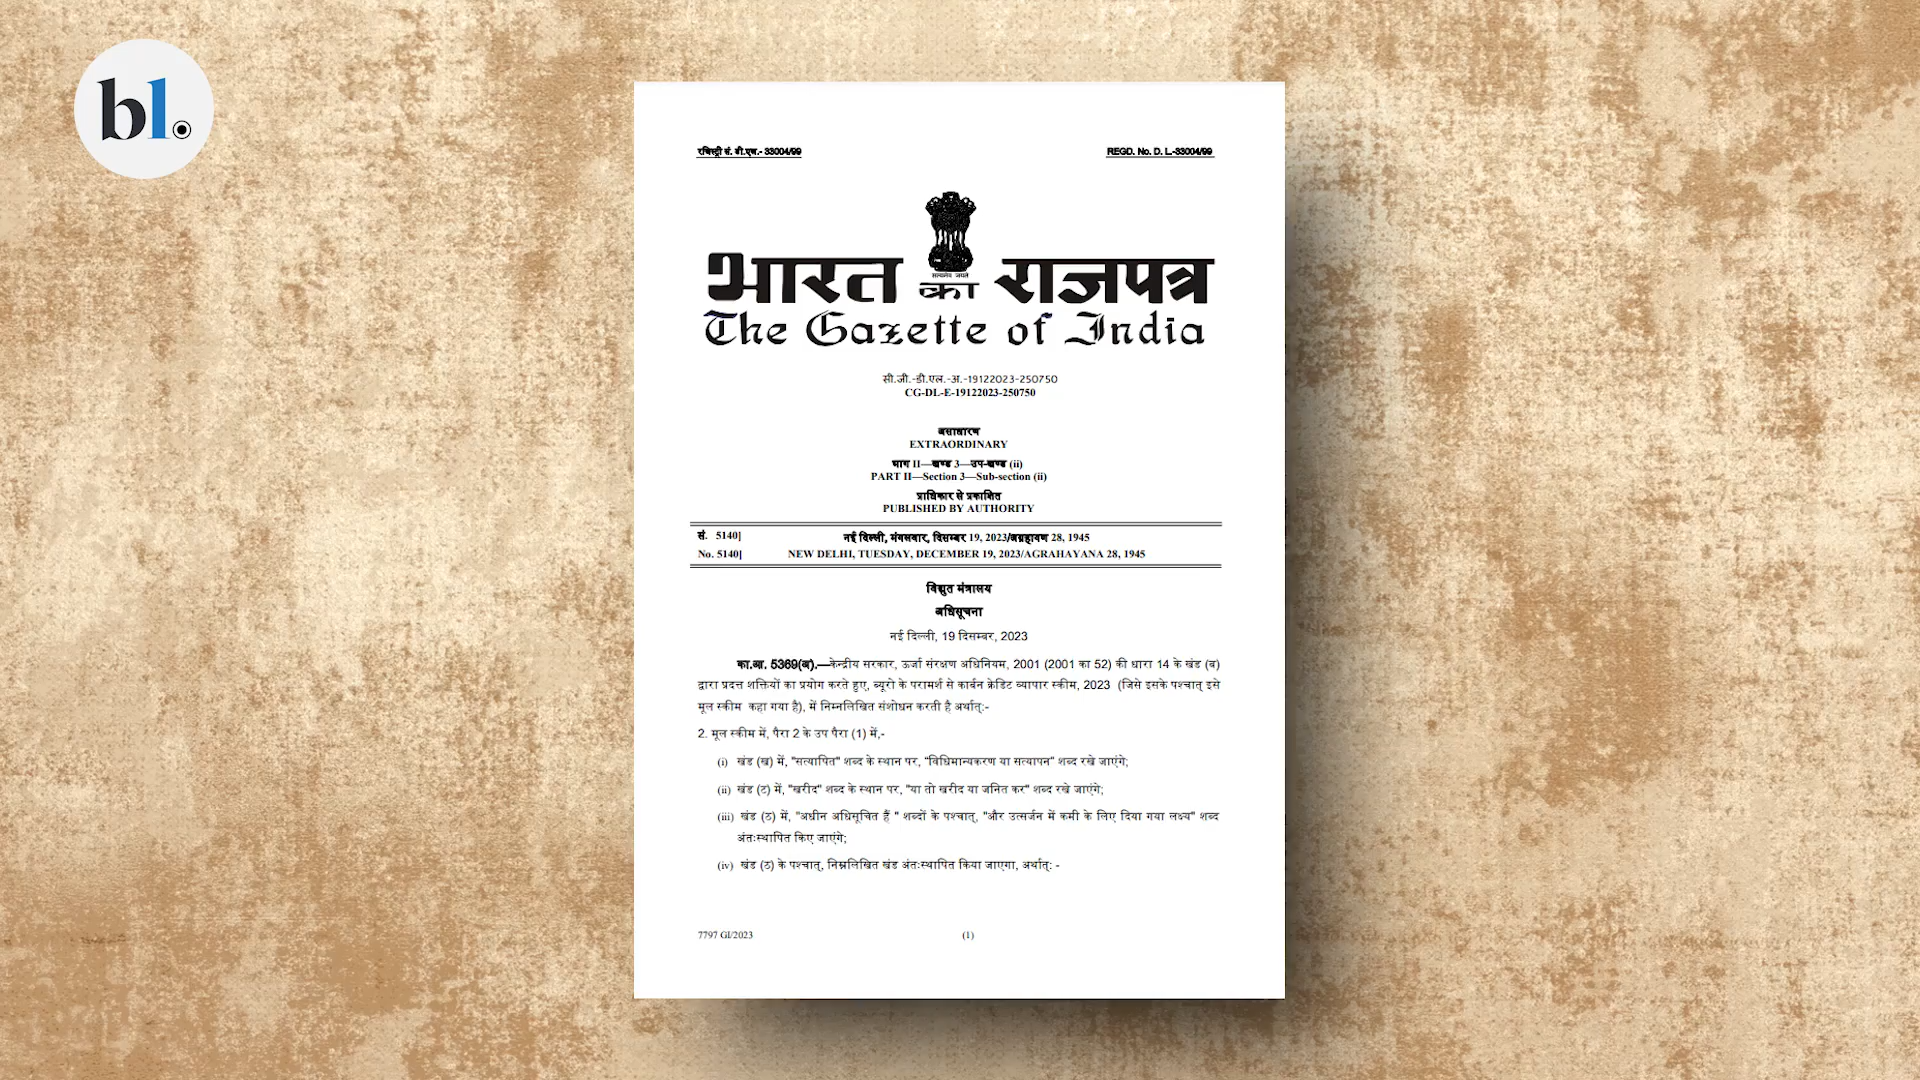 bl.
रजिस्ट्री सं. डी.एल.- 33004/99
REGD. No. D. L.-33004/99
सत्यमेव जयते
भारत का राजपत्र
The Gazette of India
सी.जी.-डी.एल.-अ.-19122023-250750
CG-DL-E-19122023-250750
असाधारण
EXTRAORDINARY
भाग II—खण्ड 3—उप-खण्ड (ii)
PART II—Section 3—Sub-section (ii)
प्राधिकार से प्रकाशित
PUBLISHED BY AUTHORITY
सं. 5140] नई दिल्ली, मंगलवार, दिसम्बर 19, 2023/अग्रहायण 28, 1945
No. 5140] NEW DELHI, TUESDAY, DECEMBER 19, 2023/AGRAHAYANA 28, 1945
विद्युत मंत्रालय
अधिसूचना
नई दिल्ली, 19 दिसम्बर, 2023
का.आ. 5369(अ).—केन्द्रीय सरकार, ऊर्जा संरक्षण अधिनियम, 2001 (2001 का 52) की धारा 14 के खंड (ब)
द्वारा प्रदत्त शक्तियों का प्रयोग करते हुए, ब्यूरो के परामर्श से कार्बन क्रेडिट व्यापार स्कीम, 2023 (जिसे इसके पश्चात् इसे
मूल स्कीम कहा गया है), में निम्नलिखित संशोधन करती है अर्थात्:-
2. मूल स्कीम में, पैरा 2 के उप पैरा (1) में,-
(i) खंड (ख) में, "सत्यापित" शब्द के स्थान पर, "विधिमान्यकरण या सत्यापन" शब्द रखे जाएंगे;
(ii) खंड (ट) में, "खरीद" शब्द के स्थान पर, "या तो खरीद या जनित कर" शब्द रखे जाएंगे;
(iii) खंड (ठ) में, "अधीन अधिसूचित हैं " शब्दों के पश्चात्, "और उत्सर्जन में कमी के लिए दिया गया लक्ष्य" शब्द
अंतःस्थापित किए जाएंगे;
(iv) खंड (ठ) के पश्चात्, निम्नलिखित खंड अंतःस्थापित किया जाएगा, अर्थात्: -
7797 GI/2023
(1)